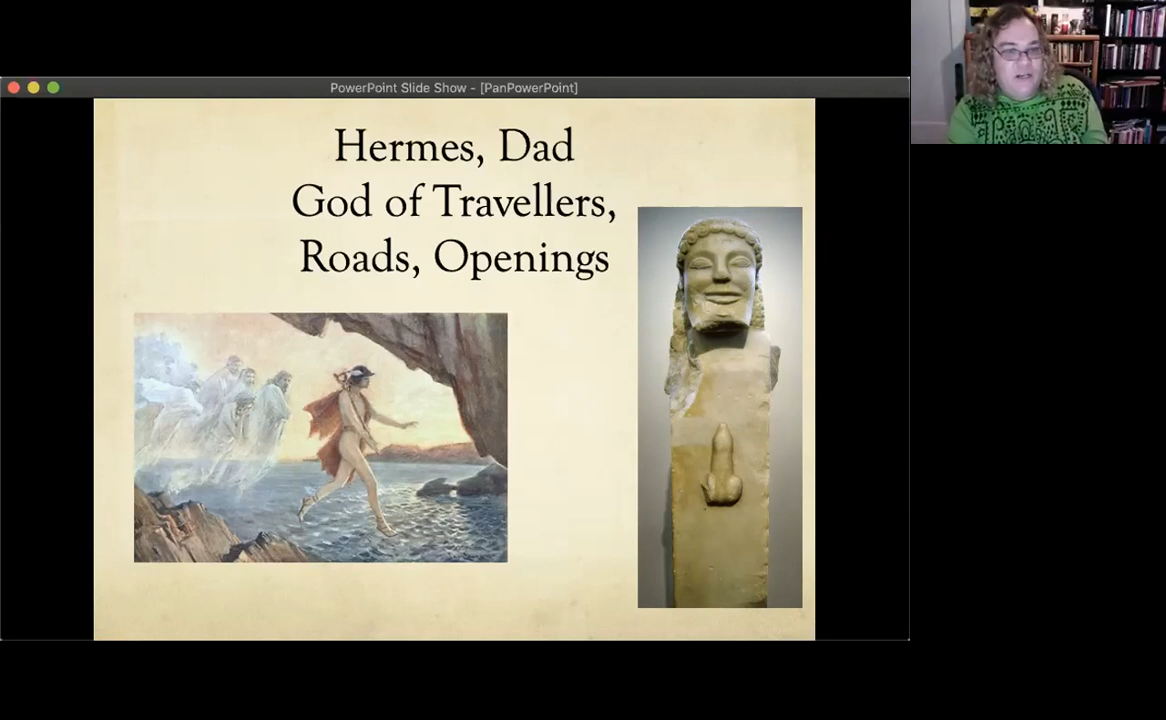 PowerPoint Slide Show - [PanPowerPoint]
Hermes, Dad
God of Travellers,
Roads, Openings